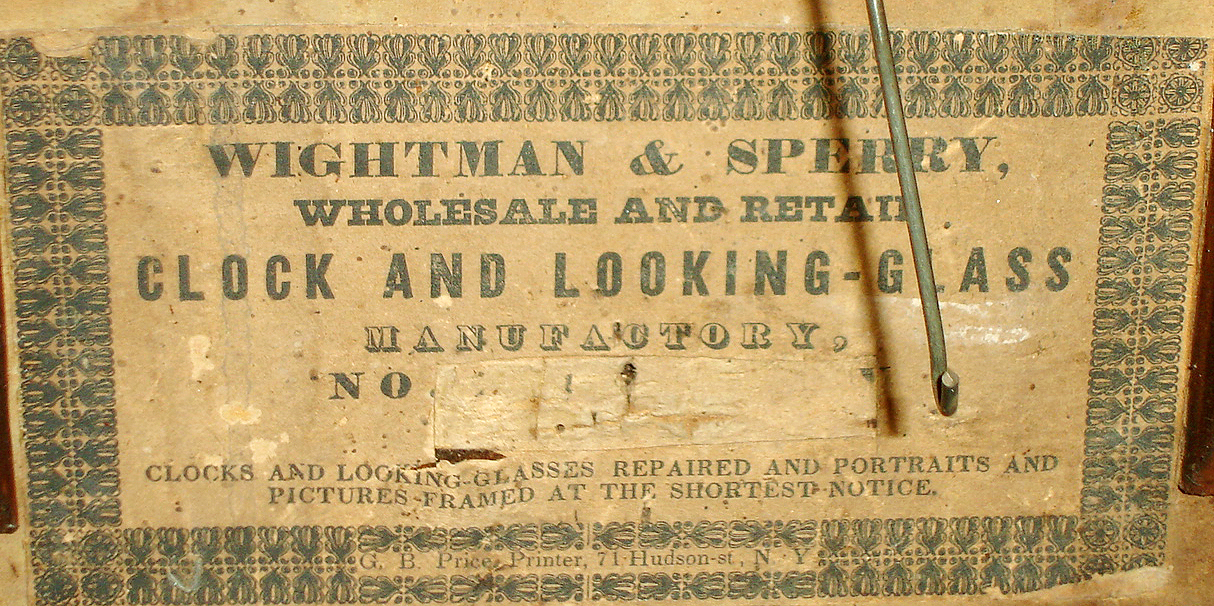 WIGHTMAN & SPERRY,
WHOLESALE AND RETAIL
CLOCK AND LOOKING-GLASS
MANUFACTORY,
NO.
CLOCKS AND LOOKING-GLASSES REPAIRED AND PORTRAITS AND
PICTURES FRAMED AT THE SHORTEST NOTICE.
G. B. Price, Printer, 71 Hudson-st, N. Y